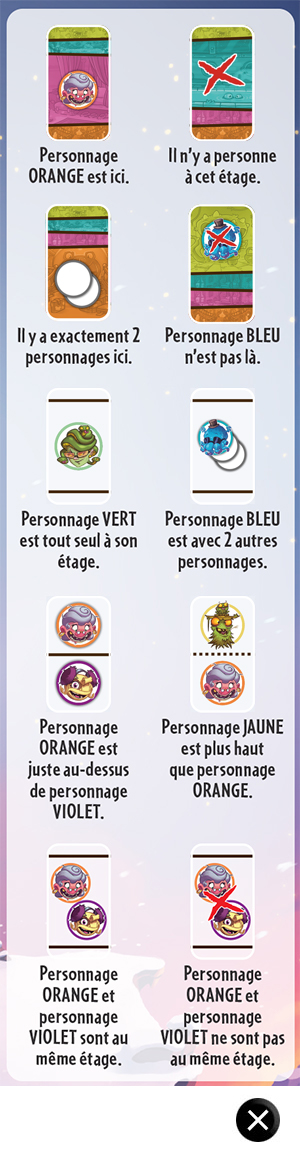 Personnage
ORANGE est ici.
Il n'y a personne
à cet étage.
Il y a exactement 2
personnages ici.
Personnage BLEU
n'est pas là.
Personnage VERT
est tout seul à son
étage.
Personnage BLEU
est avec 2 autres
personnages.
Personnage
ORANGE est
juste au-dessus
de personnage
VIOLET.
Personnage JAUNE
est plus haut
que personnage
ORANGE.
Personnage
ORANGE et
personnage
VIOLET sont au
même étage.
Personnage
ORANGE et
personnage
VIOLET ne sont pas
au même étage.